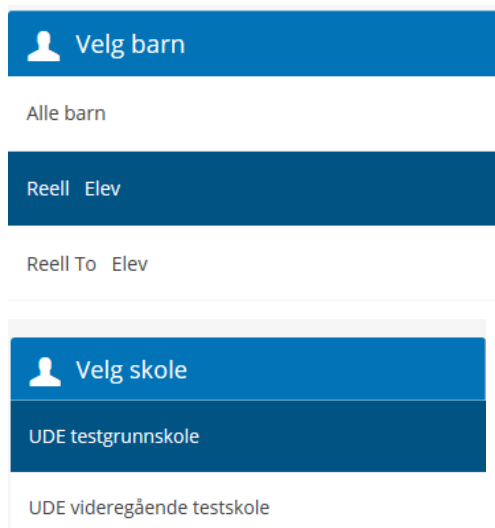 Velg barn
Alle barn
Reell Elev
Reell To Elev
Velg skole
UDE testgrunnskole
UDE videregående testskole